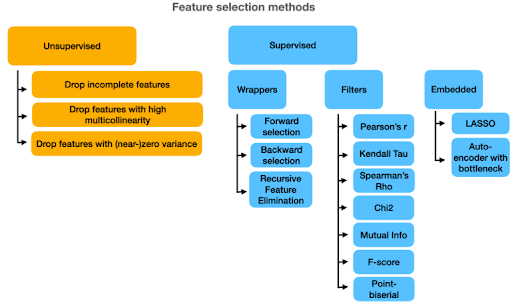 Feature selection methods
Unsupervised
Drop incomplete features
Drop features with high
multicollinearity
Drop features with (near-)zero variance
Supervised
Wrappers
Forward
selection
Backward
selection
Recursive
Feature
Elimination
Filters
Pearson's r
Kendall Tau
Spearman's
Rho
Chi2
Mutual Info
F-score
Point-
biserial
Embedded
LASSO
Auto-
encoder with
bottleneck